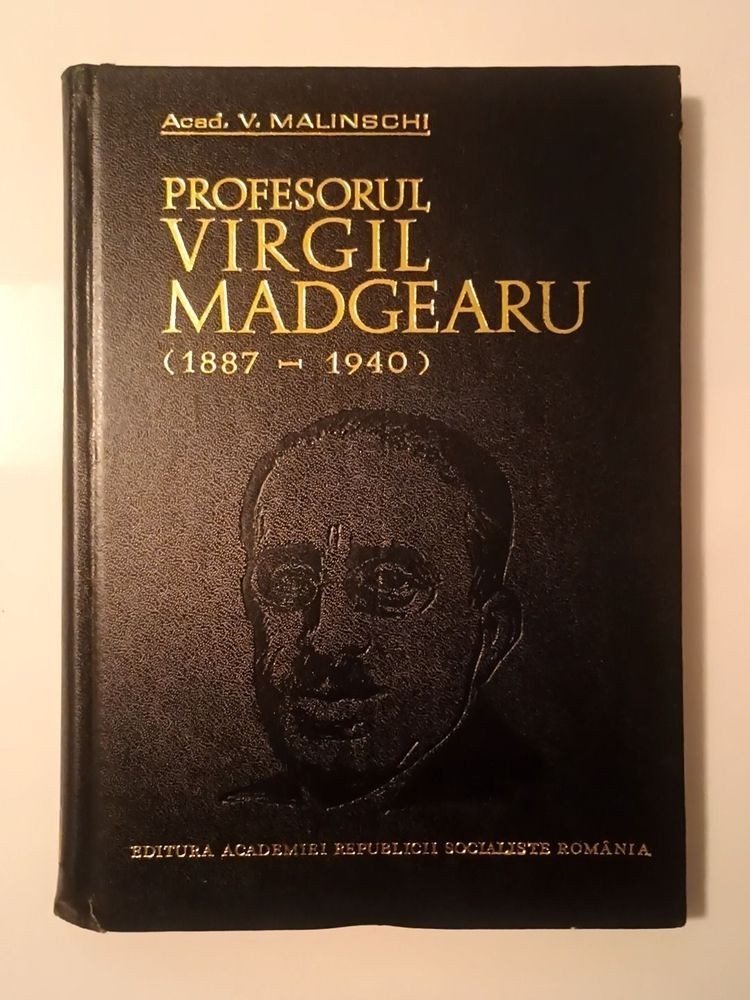 Acad. V. MALINSCHI
PROFESORUL
VIRGIL
MADGEARU
(1887 – 1940)
EDITURA ACADEMIEI REPUBLICII SOCIALISTE ROMÂNIA